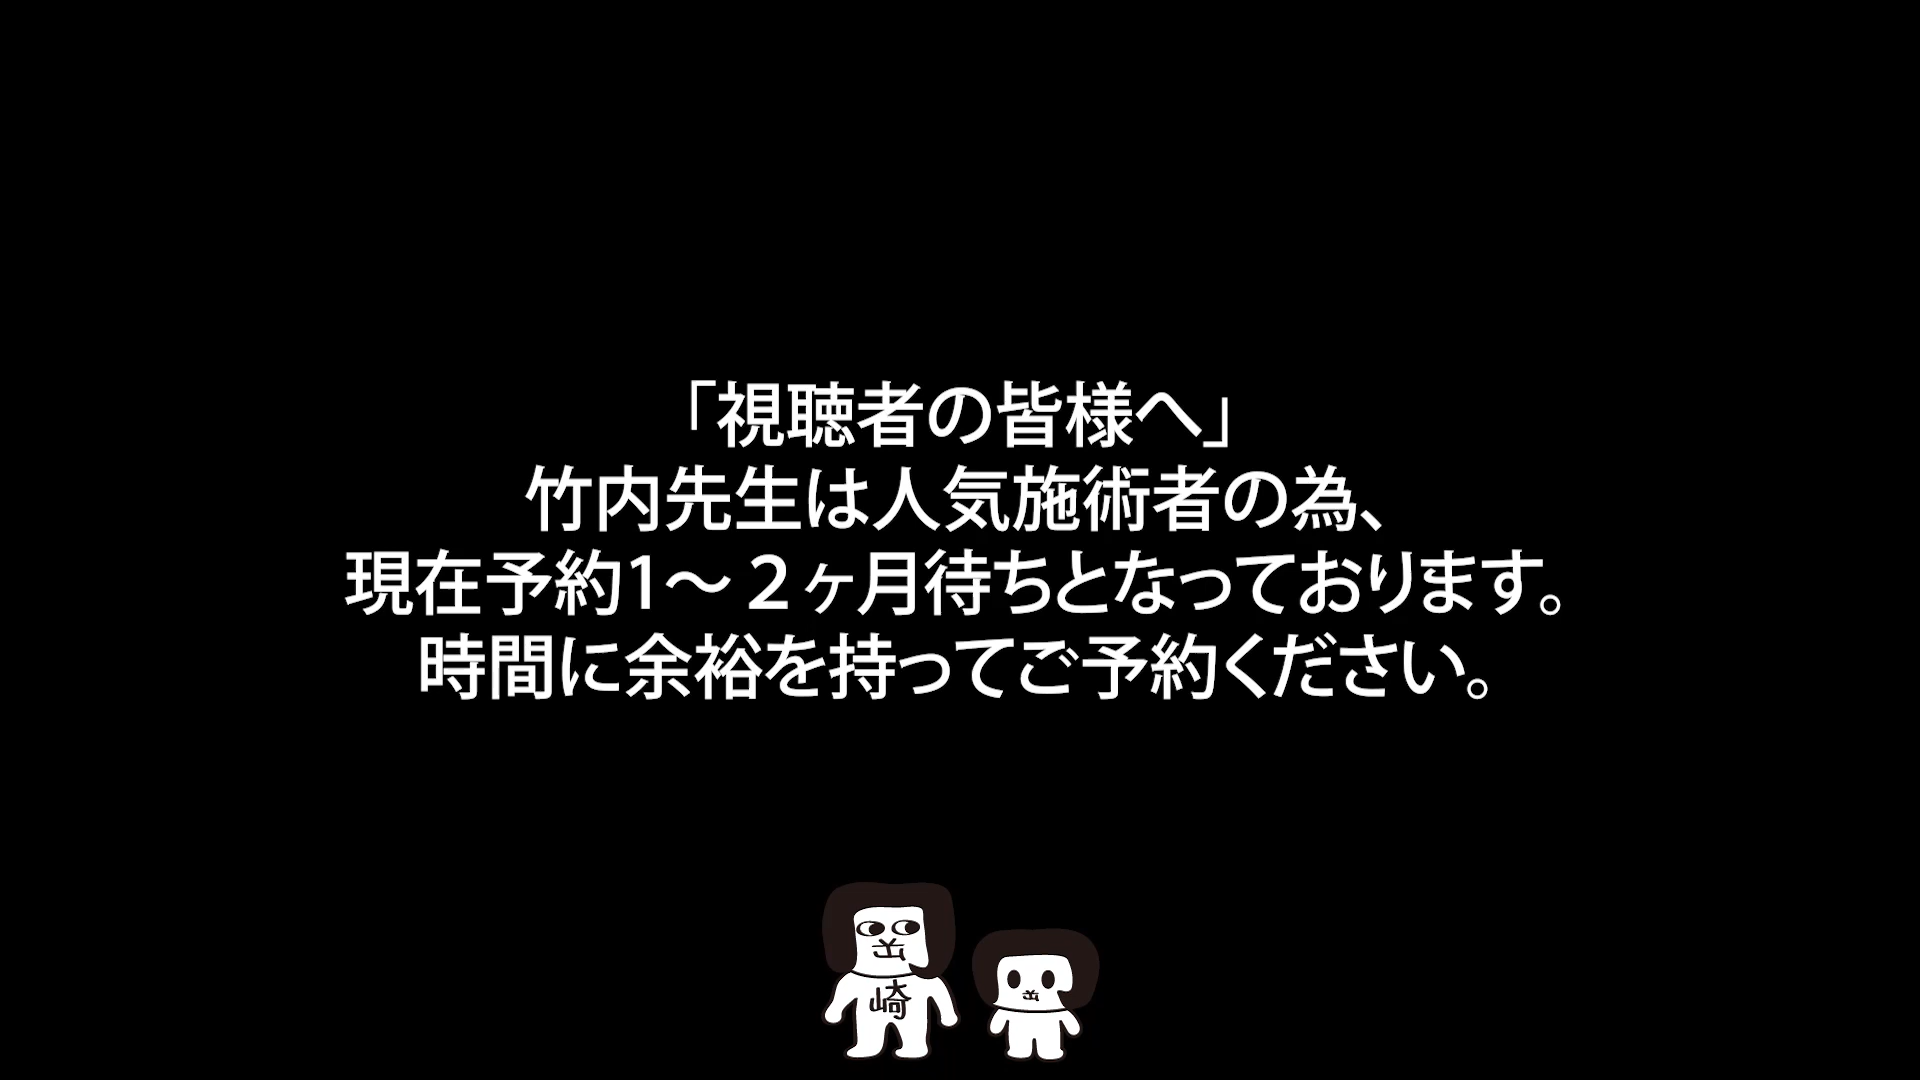 「視聴者の皆様へ」
竹内先生は人気施術者の為、
現在予約1～２ヶ月待ちとなっております。
時間に余裕を持ってご予約ください。
崎